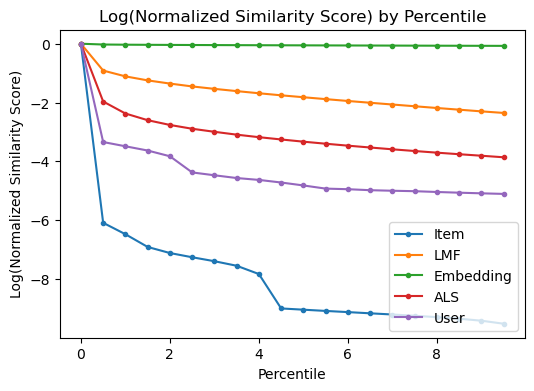 Log(Normalized Similarity Score) by Percentile
Log(Normalized Similarity Score)
0
−2
−4
−6
−8
Item
LMF
Embedding
ALS
User
0
2
4
6
8
Percentile